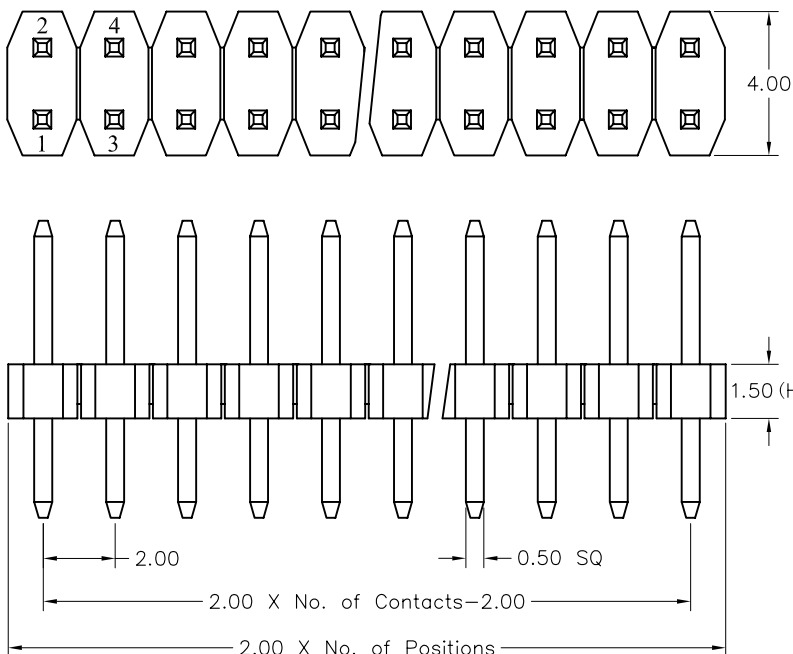 2 4
4.00
1 3
1.50 (H
2.00
0.50 SQ
2.00 X No. of Contacts-2.00
2.00 X No. of Positions